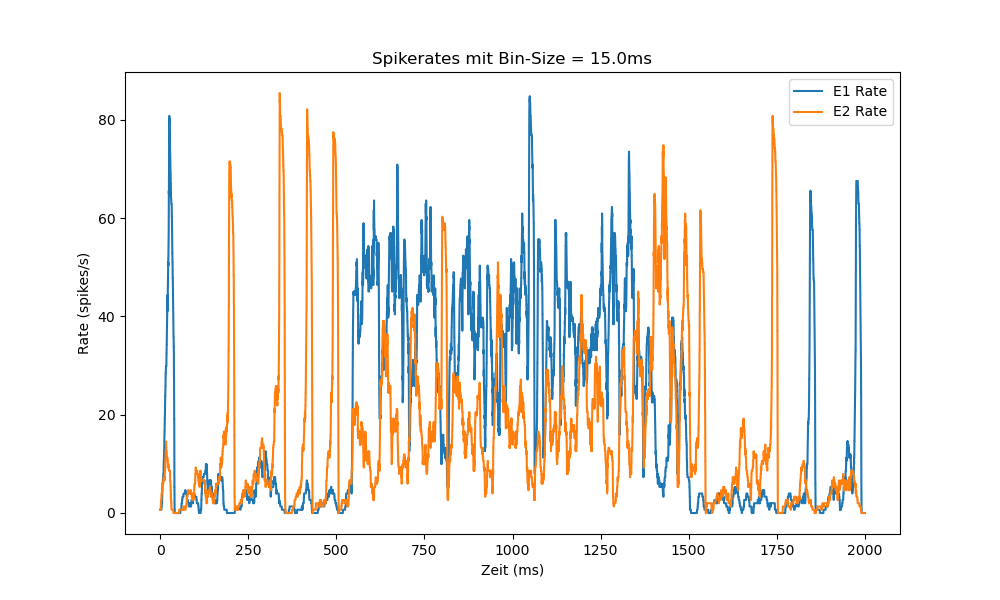 Spikerates mit Bin-Size = 15.0ms
E1 Rate
E2 Rate
Rate (spikes/s)
80
60
40
20
0
0 250 500 750 1000 1250 1500 1750 2000
Zeit (ms)